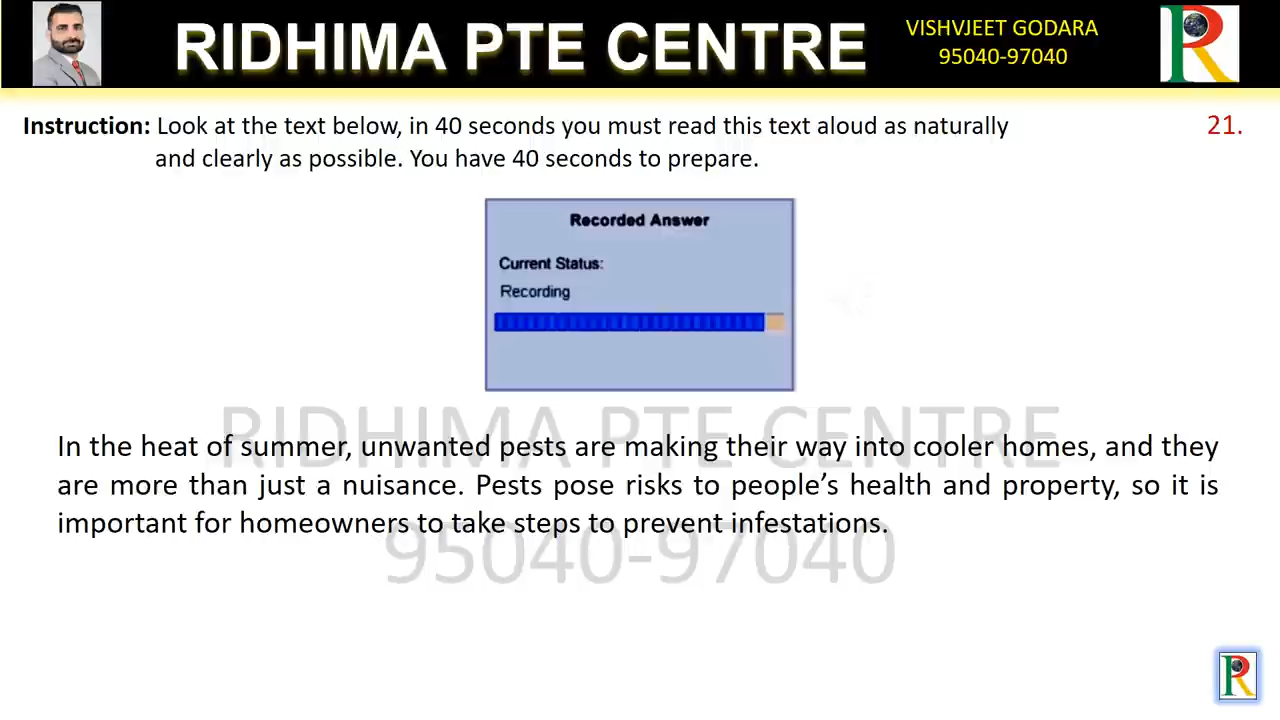 RIDHIMA PTE CENTRE
VISHVJEET GODARA
95040-97040
R
Instruction: Look at the text below, in 40 seconds you must read this text aloud as naturally
and clearly as possible. You have 40 seconds to prepare.
21.
Recorded Answer
Current Status:
Recording
RIDHIMA PTE CENTRE
In the heat of summer, unwanted pests are making their way into cooler homes, and they
are more than just a nuisance. Pests pose risks to people’s health and property, so it is
important for homeowners to take steps to prevent infestations.
95040-97040
R